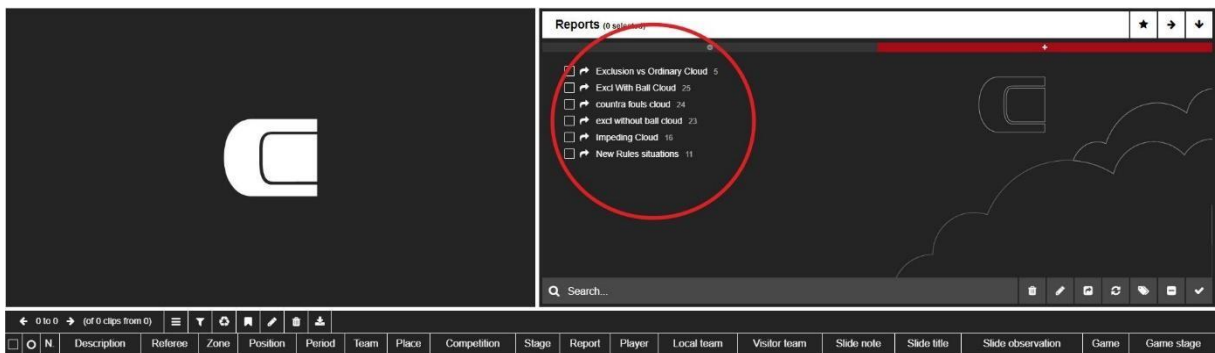 Reports (0 selected)
Exclusion vs Ordinary Cloud 5
Excl With Ball Cloud 25
countra fouls cloud 24
excl without ball cloud 23
Impeding Cloud 16
New Rules situations 11
Search...
0 to 0 (of 0 clips from 0)
N. Description Referee Zone Position Period Team Place Competition Stage Report Player Local team Visitor team Slide note Slide title Slide observation Game Game stage